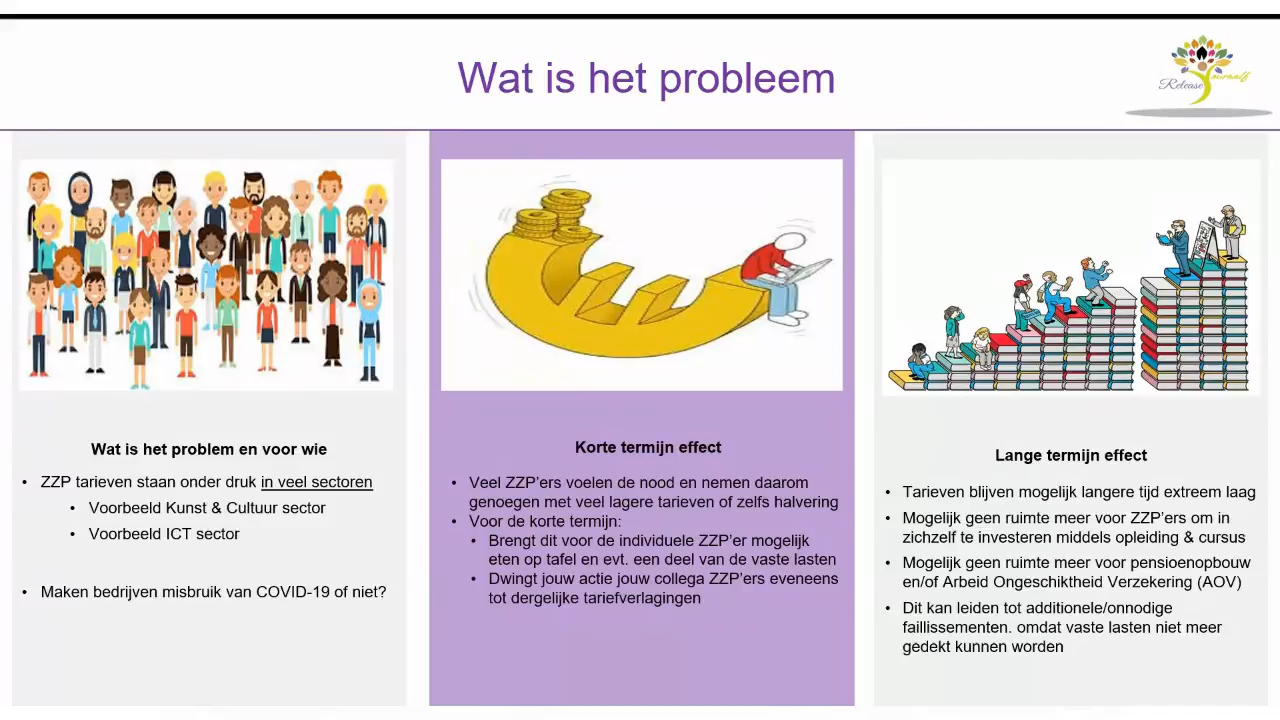 Wat is het probleem
Release Yourself
Wat is het problem en voor wie
• ZZP tarieven staan onder druk in veel sectoren
• Voorbeeld Kunst & Cultuur sector
• Voorbeeld ICT sector
• Maken bedrijven misbruik van COVID-19 of niet?
Korte termijn effect
• Veel ZZP'ers voelen de nood en nemen daarom
genoegen met veel lagere tarieven of zelfs halvering
• Voor de korte termijn:
• Brengt dit voor de individuele ZZP'er mogelijk
eten op tafel en evt. een deel van de vaste lasten
• Dwingt jouw actie jouw collega ZZP'ers eveneens
tot dergelijke tariefverlagingen
Lange termijn effect
• Tarieven blijven mogelijk langere tijd extreem laag
• Mogelijk geen ruimte meer voor ZZP'ers om in
zichzelf te investeren middels opleiding & cursus
• Mogelijk geen ruimte meer voor pensioenopbouw
en/of Arbeid Ongeschiktheid Verzekering (AOV)
• Dit kan leiden tot additionele/onnodige
faillissementen. omdat vaste lasten niet meer
gedekt kunnen worden